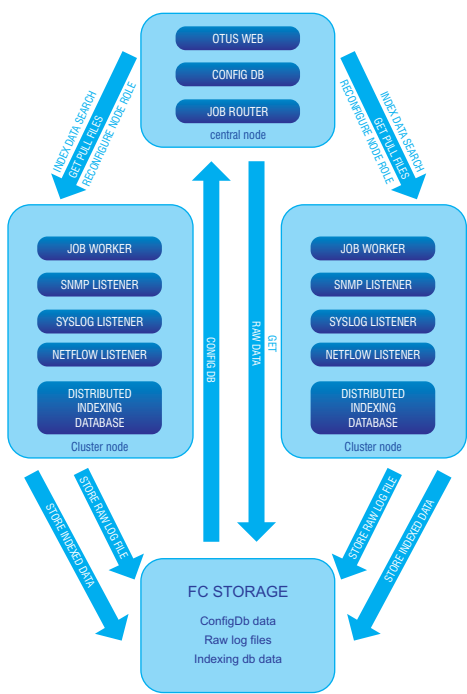 OTUS WEB
CONFIG DB
JOB ROUTER
central node
INDEX DATA SEARCH
GET PULL FILES
RECONFIGURE NODE ROLE
INDEX DATA SEARCH
GET PULL FILES
RECONFIGURE NODE ROLE
JOB WORKER
SNMP LISTENER
SYSLOG LISTENER
NETFLOW LISTENER
DISTRIBUTED
INDEXING
DATABASE
Cluster node
CONFIG DB
GET
RAW DATA
JOB WORKER
SNMP LISTENER
SYSLOG LISTENER
NETFLOW LISTENER
DISTRIBUTED
INDEXING
DATABASE
Cluster node
STORE INDEXED DATA
STORE RAW LOG FILE
STORE RAW LOG FILE
STORE INDEXED DATA
FC STORAGE
ConfigDb data
Raw log files
Indexing db data